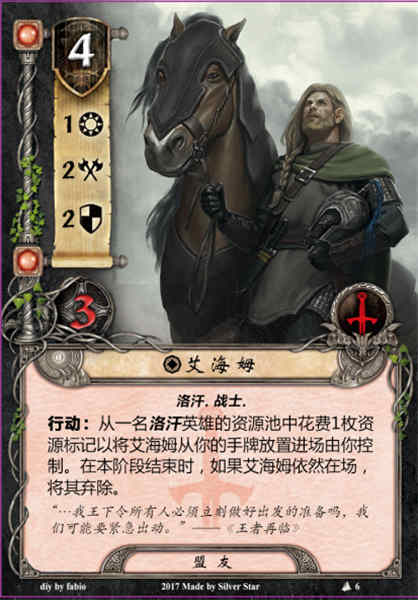 4
1
2
2
3
艾海姆
洛汗. 战士.
行动：从一名洛汗英雄的资源池中花费1枚资
源标记以将艾海姆从你的手牌放置进场由你控
制。在本阶段结束时，如果艾海姆依然在场，
将其弃除。
“…我王下令所有人必须立刻做好出发的准备吗，我
们可能要紧急出动。”——《王者再临》
盟友
diy by fabio
2017 Made by Silver Star
6